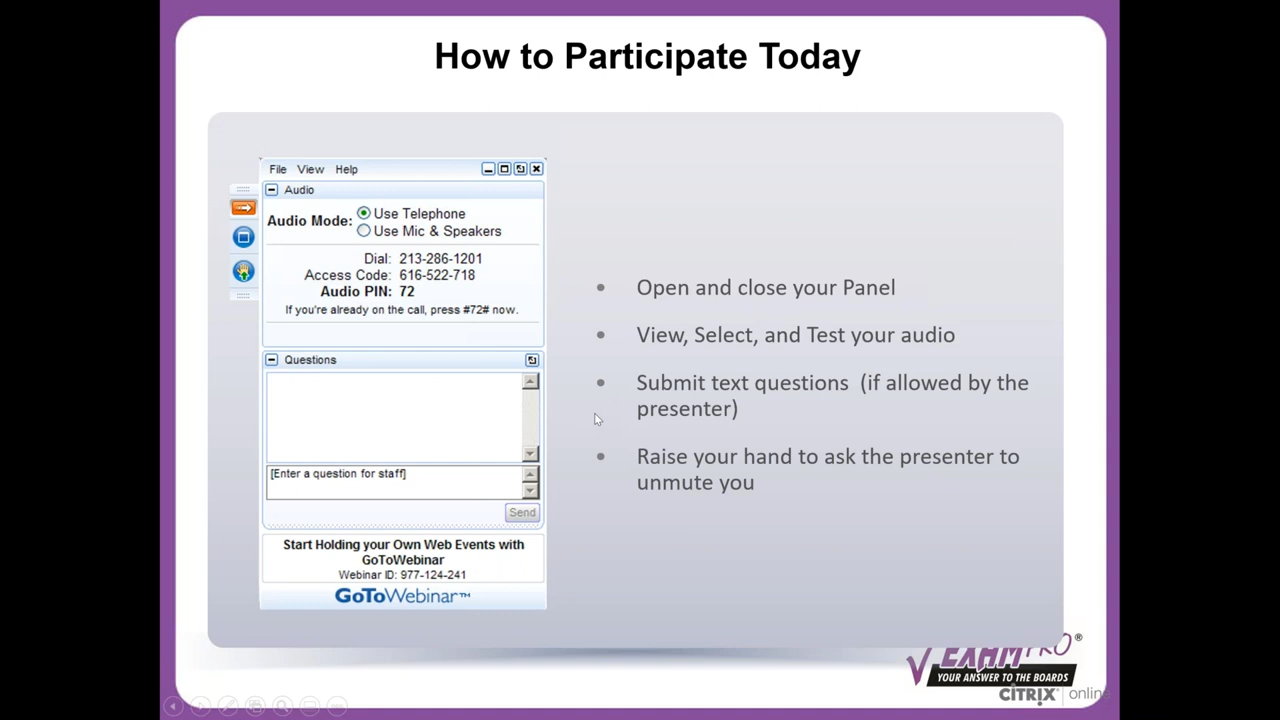 How to Participate Today
File View Help
Audio
Audio Mode: Use Telephone
Use Mic & Speakers
Dial: 213-286-1201
Access Code: 616-522-718
Audio PIN: 72
If you're already on the call, press #72# now.
Questions
[Enter a question for staff]
Send
Start Holding your Own Web Events with
GoToWebinar
Webinar ID: 977-124-241
GoToWebinar™
• Open and close your Panel
• View, Select, and Test your audio
• Submit text questions (if allowed by the
presenter)
• Raise your hand to ask the presenter to
unmute you
EXAM PRO®
YOUR ANSWER TO THE BOARDS
CITRIX online